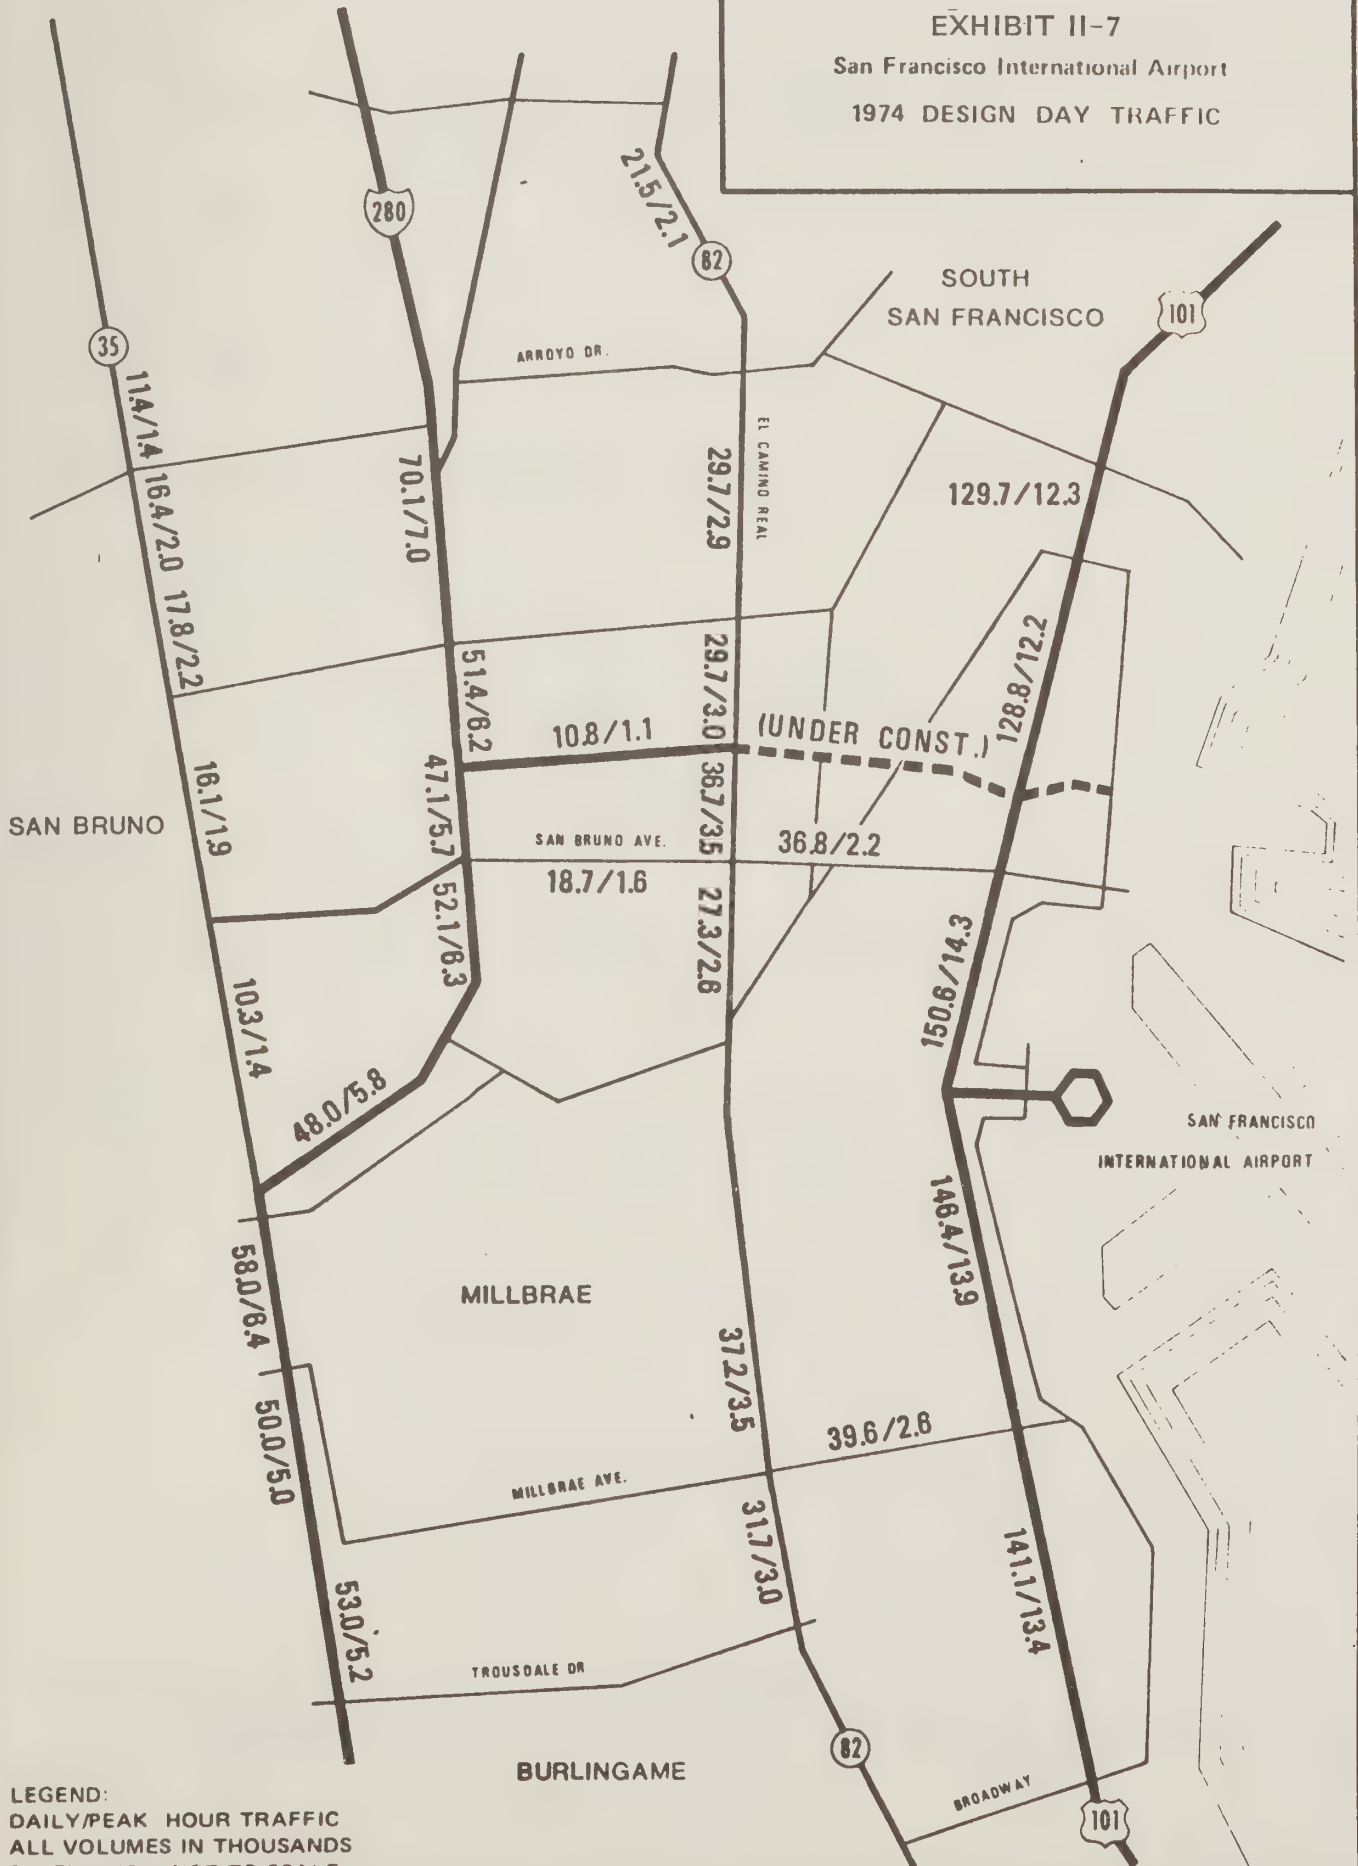 EXHIBIT II-7
San Francisco International Airport
1974 DESIGN DAY TRAFFIC
280
21.5/2.1
82
SOUTH
SAN FRANCISCO
101
35
ARROYO DR.
11.4/1.4
EL CAMINO REAL
70.1/7.0
29.7/2.9
129.7/12.3
16.4/2.0
17.8/2.2
51.4/6.2
29.7/3.0
128.8/12.2
10.8/1.1
(UNDER CONST.)
16.1/1.9
47.1/5.7
36.7/3.5
SAN BRUNO
SAN BRUNO AVE.
36.8/2.2
18.7/1.6
52.1/6.3
27.3/2.6
150.6/14.3
10.3/1.4
48.0/5.8
SAN FRANCISCO
INTERNATIONAL AIRPORT
146.4/13.9
58.0/6.4
MILLBRAE
37.2/3.5
50.0/5.0
39.6/2.6
MILLBRAE AVE.
31.7/3.0
141.1/13.4
53.0/5.2
TROUSDALE DR
82
BURLINGAME
BROADWAY
101
LEGEND:
DAILY/PEAK HOUR TRAFFIC
ALL VOLUMES IN THOUSANDS